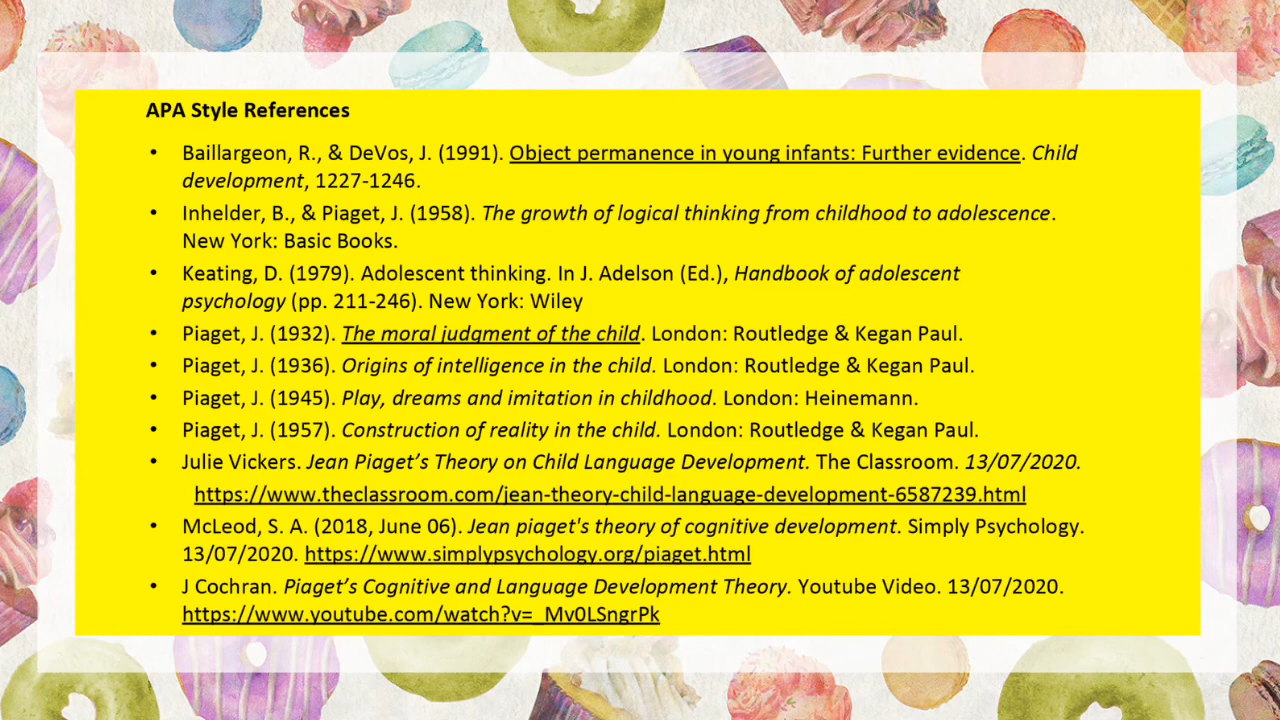 APA Style References
• Baillargeon, R., & DeVos, J. (1991). Object permanence in young infants: Further evidence. Child
development, 1227-1246.
• Inhelder, B., & Piaget, J. (1958). The growth of logical thinking from childhood to adolescence.
New York: Basic Books.
• Keating, D. (1979). Adolescent thinking. In J. Adelson (Ed.), Handbook of adolescent
psychology (pp. 211-246). New York: Wiley
• Piaget, J. (1932). The moral judgment of the child. London: Routledge & Kegan Paul.
• Piaget, J. (1936). Origins of intelligence in the child. London: Routledge & Kegan Paul.
• Piaget, J. (1945). Play, dreams and imitation in childhood. London: Heinemann.
• Piaget, J. (1957). Construction of reality in the child. London: Routledge & Kegan Paul.
• Julie Vickers. Jean Piaget’s Theory on Child Language Development. The Classroom. 13/07/2020.
https://www.theclassroom.com/jean-theory-child-language-development-6587239.html
• McLeod, S. A. (2018, June 06). Jean piaget's theory of cognitive development. Simply Psychology.
13/07/2020. https://www.simplypsychology.org/piaget.html
• J Cochran. Piaget’s Cognitive and Language Development Theory. Youtube Video. 13/07/2020.
https://www.youtube.com/watch?v=_Mv0LSngrPk